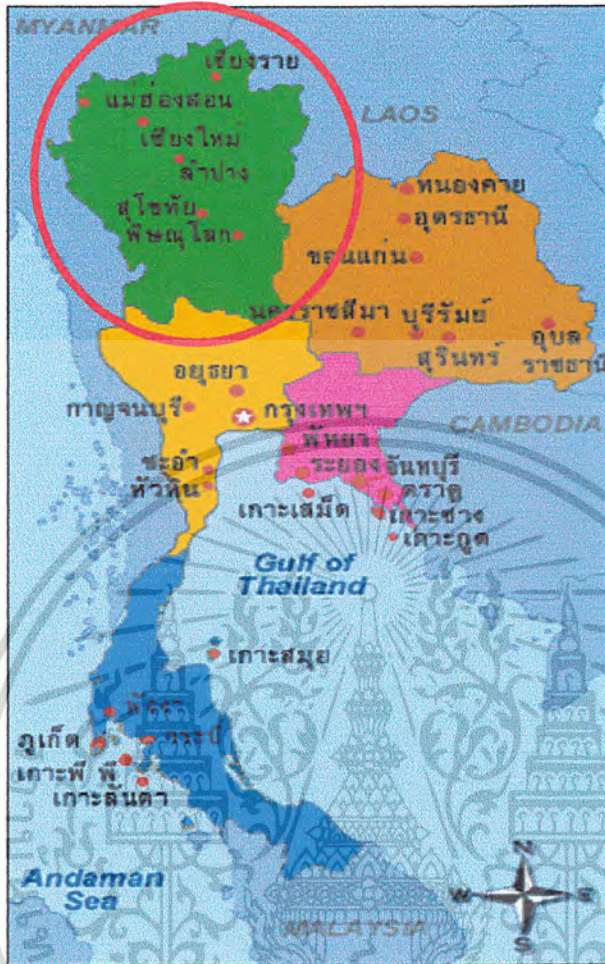 MYANMAR
เชียงราย
แม่ฮ่องสอน
LAOS
เชียงใหม่
ลำปาง
หนองคาย
สุโขทัย
อุดรธานี
พิษณุโลก
ขอนแก่น
นครราชสีมา
บุรีรัมย์
สุรินทร์
อุบล
ราชธานี
อยุธยา
กาญจนบุรี
กรุงเทพฯ
CAMBODIA
พัทยา
ชะอำ
ระยอง
จันทบุรี
หัวหิน
ตราด
เกาะเสม็ด
เกาะช้าง
เกาะกูด
Gulf of
Thailand
เกาะสมุย
พังงา
ภูเก็ต
กระบี่
เกาะพี พี
เกาะลันตา
Andaman
Sea
MALAYSIA
N
W
E
S